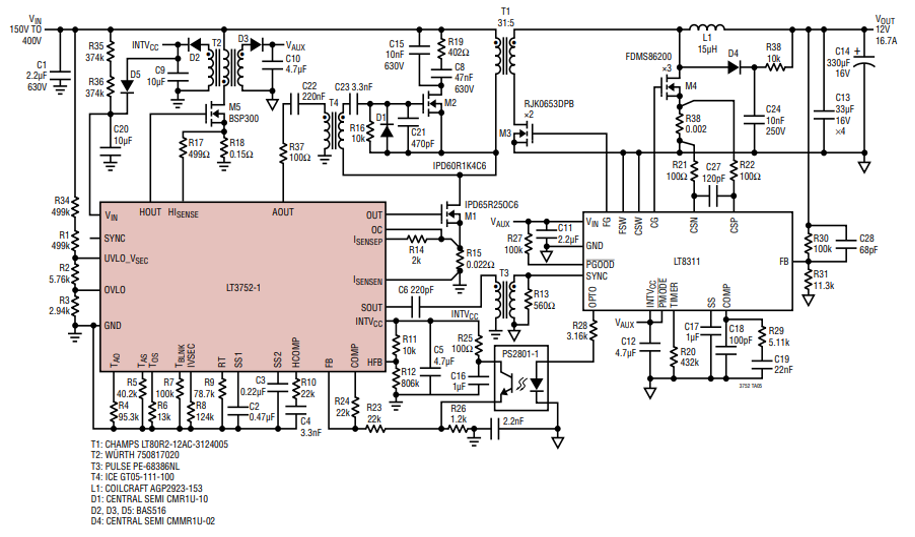 VIN
150V TO
400V
C1
2.2µF
630V
R35
374k
R36
374k
INTVCC
D5
C20
10µF
C9
10µF
D2
T2
D3
VAUX
C10
4.7µF
M5
BSP300
R17
499Ω
R18
0.15Ω
C22
220nF
R37
100Ω
T4
C23 3.3nF
R16
10k
D1
C21
470pF
C15
10nF
630V
R19
402Ω
C8
47nF
630V
M2
IPD60R1K4C6
T1
31:5
M3
RJK0653DPB
×2
FDMS86200
×3
M4
L1
15µH
D4
R38
10k
R38
0.002
R21
100Ω
C27
120pF
R22
100Ω
C24
10nF
250V
VOUT
12V
16.7A
C14
330µF
16V
+
C13
33µF
16V
×4
R34
499k
R1
499k
R2
5.76k
R3
2.94k
VIN
HOUT
HISENSE
AOUT
SYNC
UVLO_VSEC
OVLO
GND
LT3752-1
OUT
OC
ISENSEP
ISENSEN
SOUT
INTVCC
HFB
TAO
TAS
TOS
TBLNK
IVSEC
RT
SS1
SS2
HCOMP
FB
COMP
IPD65R25OC6
M1
R14
2k
R15
0.022Ω
C6 220pF
T3
R13
560Ω
VAUX
R27
100k
C11
2.2µF
VIN
GND
PGOOD
SYNC
FG
FSW
CSW
CG
CSN
CSP
LT8311
FB
OPTO
INTVCC
PMODE
TIMER
SS
COMP
R30
100k
C28
68pF
R31
11.3k
R11
10k
R12
806k
C5
4.7µF
INTVCC
R25
100Ω
C16
1µF
PS2801-1
R28
3.16k
VAUX
C12
4.7µF
R20
432k
C17
1µF
C18
100pF
R29
5.11k
C19
22nF
3752 TA05
R4
95.3k
R5
40.2k
R6
13k
R7
100k
R8
124k
R9
78.7k
C2
0.47µF
C3
0.22µF
R10
22k
C4
3.3nF
R24
22k
R23
22k
R26
1.2k
2.2nF
T1: CHAMPS LT80R2-12AC-3124005
T2: WÜRTH 750817020
T3: PULSE PE-68386NL
T4: ICE GT05-111-100
L1: COILCRAFT AGP2923-153
D1: CENTRAL SEMI CMR1U-10
D2, D3, D5: BAS516
D4: CENTRAL SEMI CMMR1U-02